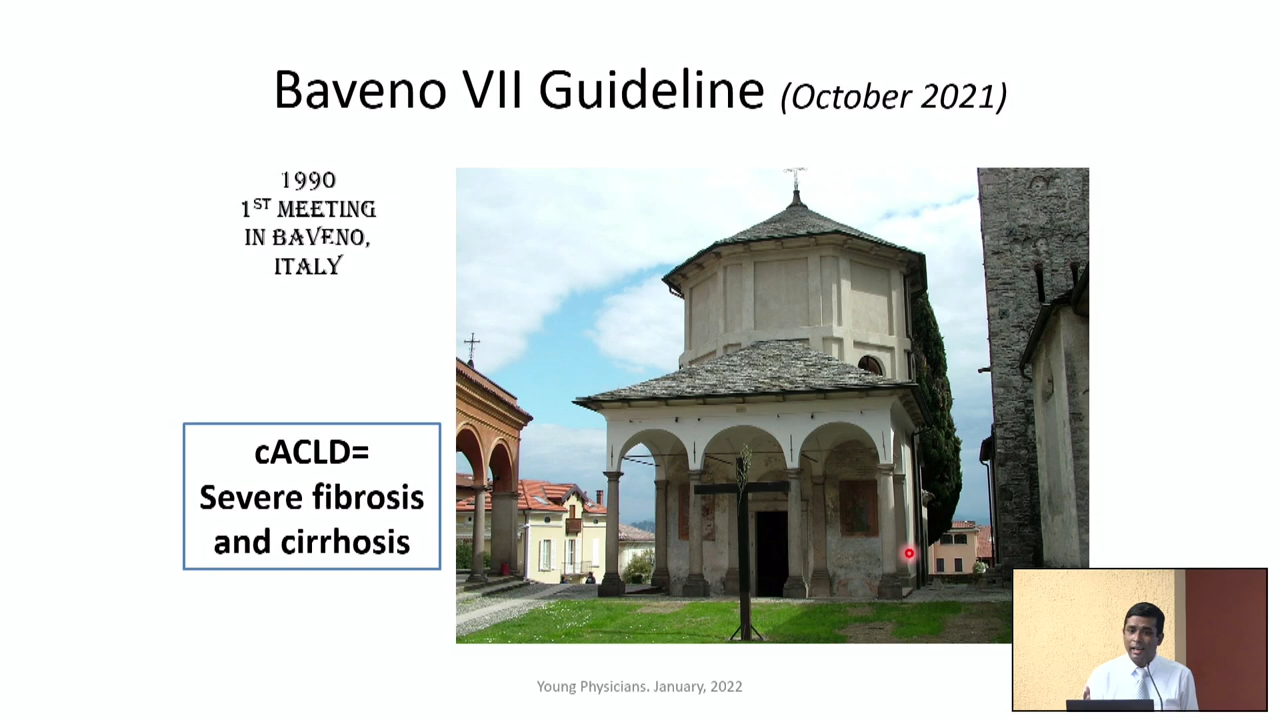 Baveno VII Guideline (October 2021)
1990
1ST MEETING
IN BAVENO,
ITALY
cACLD=
Severe fibrosis
and cirrhosis
Young Physicians. January, 2022